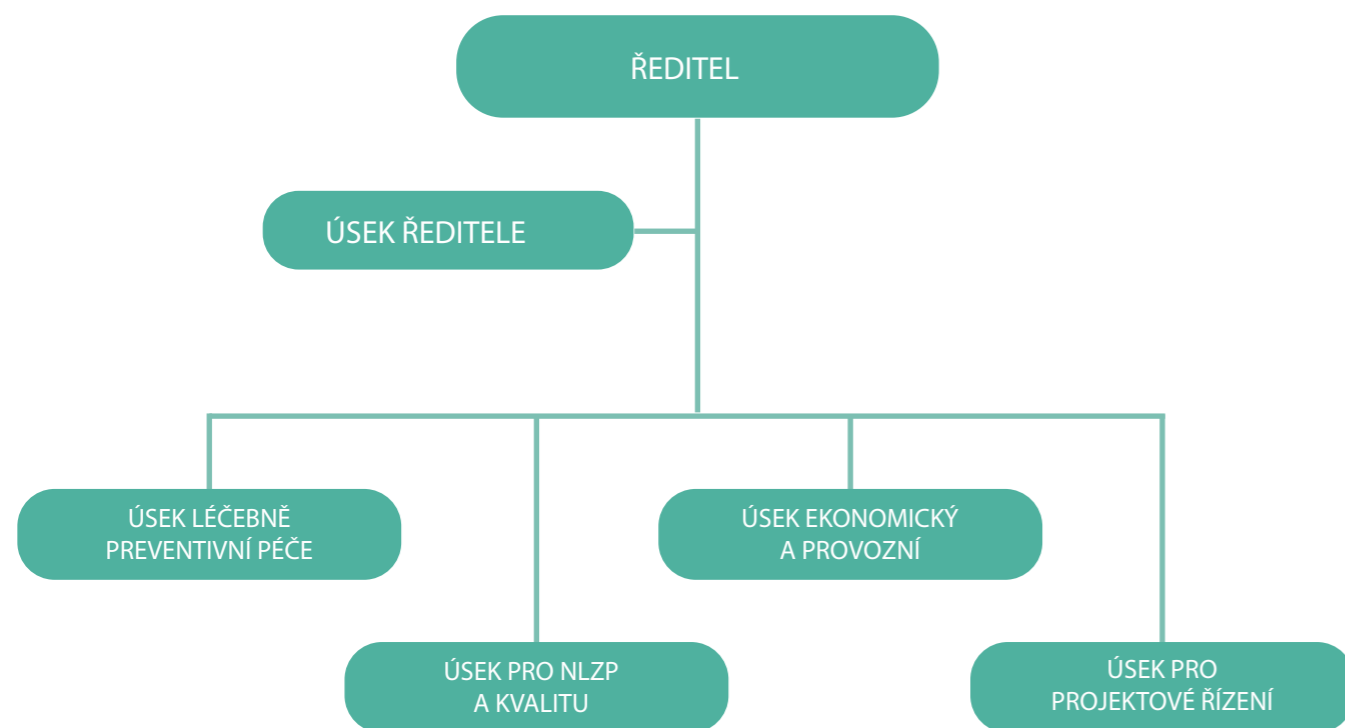 ŘEDITEL
ÚSEK ŘEDITELE
ÚSEK LÉČEBNĚ
PREVENTIVNÍ PÉČE
ÚSEK EKONOMICKÝ
A PROVOZNÍ
ÚSEK PRO NLZP
A KVALITU
ÚSEK PRO
PROJEKTOVÉ ŘÍZENÍ